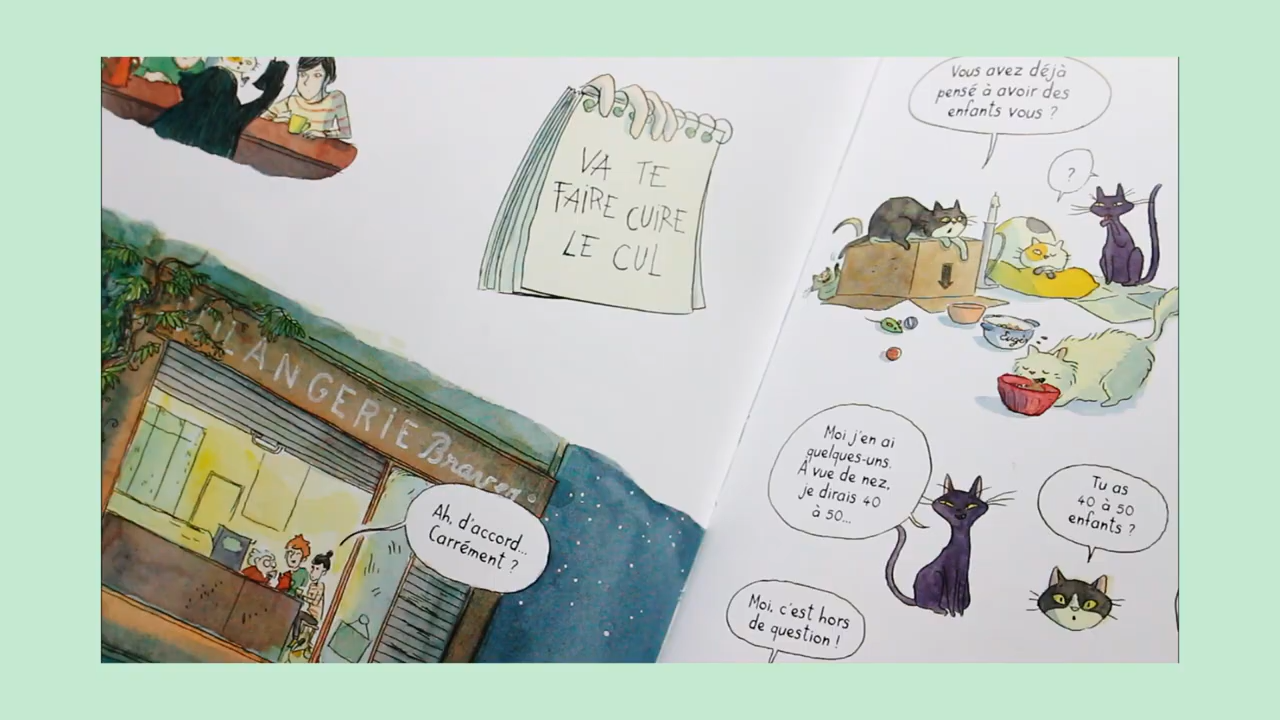 VA TE
FAIRE CUIRE
LE CUL
LANGERIE
Ah, d'accord...
Carrément ?
Vous avez déjà
pensé à avoir des
enfants vous ?
?
Moi j'en ai
quelques-uns.
À vue de nez,
je dirais 40
à 50...
Tu as
40 à 50
enfants ?
Moi, c'est hors
de question !